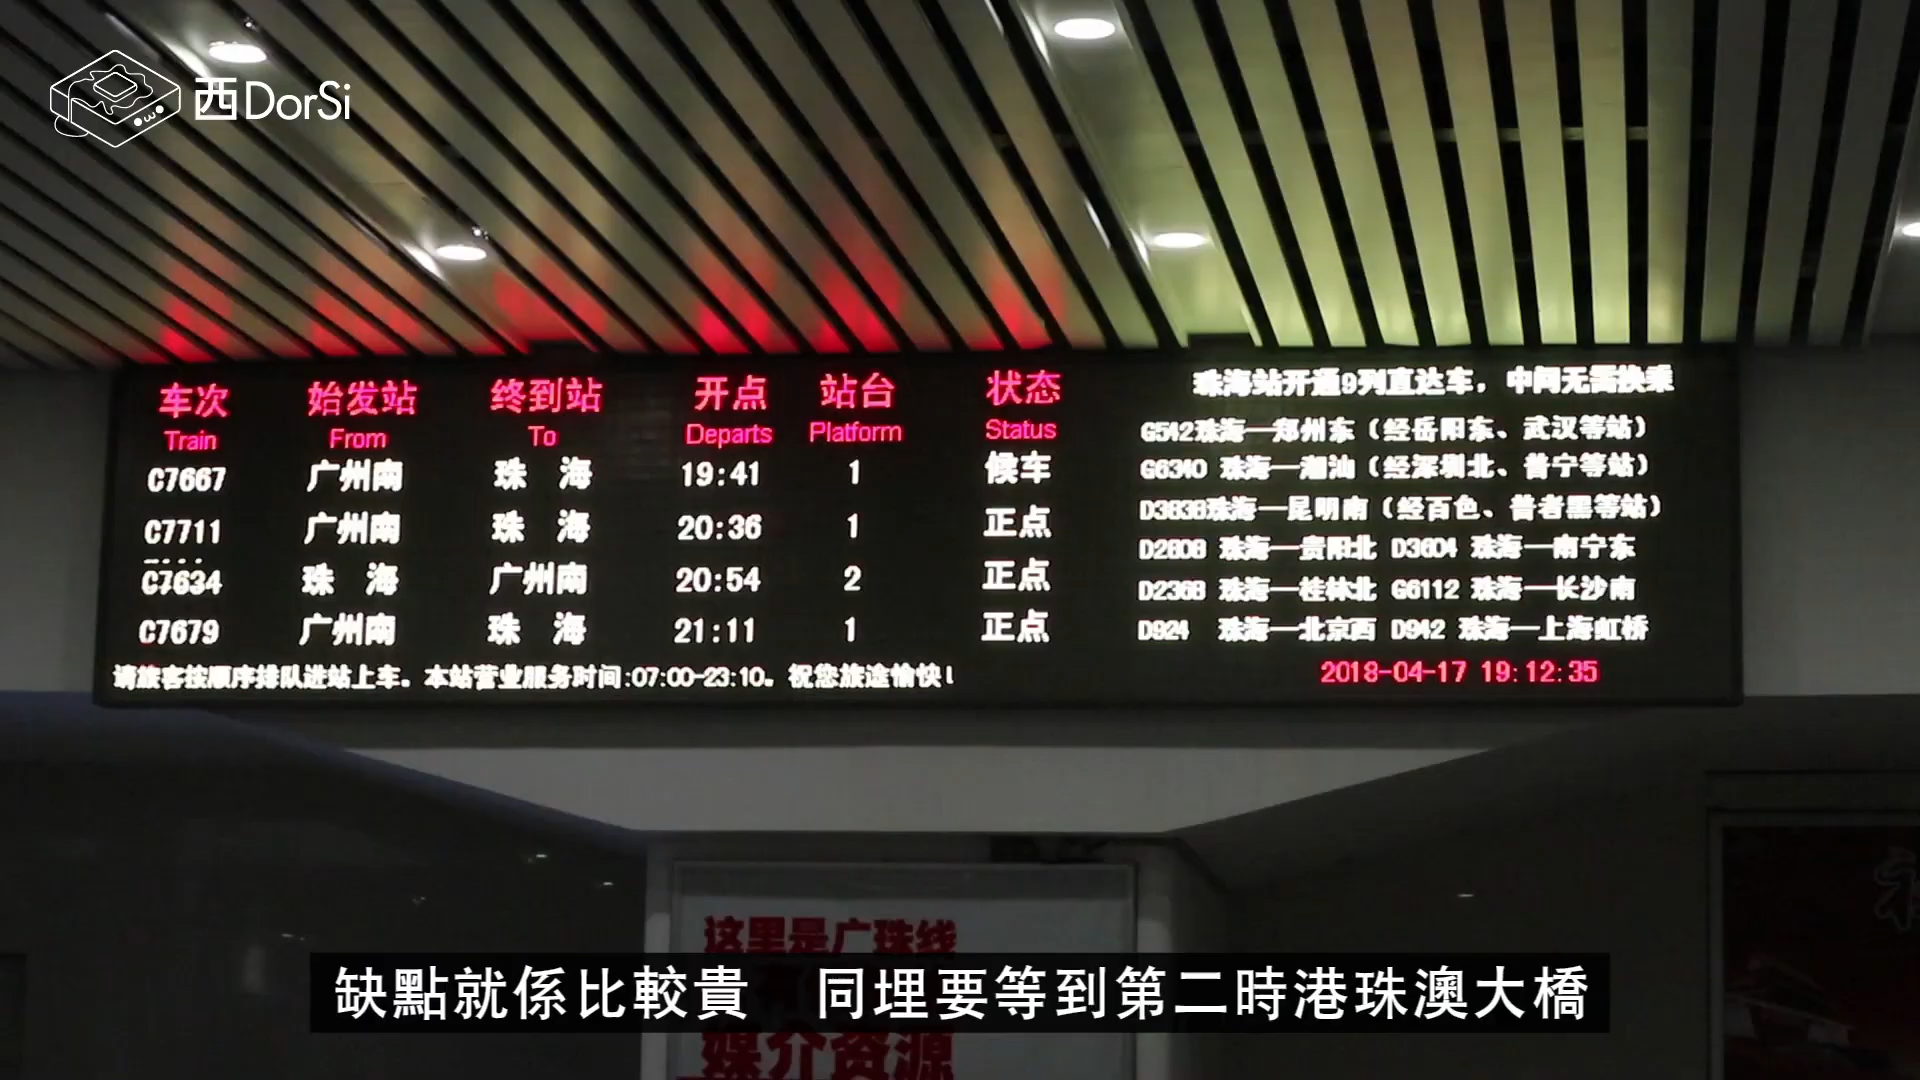 西DorSi
车次 始发站 终到站 开点 站台 状态
Train From To Departs Platform Status
C7667 广州南 珠 海 19:41 1 候车
C7711 广州南 珠 海 20:36 1 正点
C7634 珠 海 广州南 20:54 2 正点
C7679 广州南 珠 海 21:11 1 正点
请旅客按顺序排队进站上车。本站营业服务时间:07:00-23:10。祝您旅途愉快!
珠海站开通9列直达车，中间无需换乘
G542珠海—郑州东（经岳阳东、武汉等站）
G6340 珠海—潮汕（经深圳北、普宁等站）
D3838珠海—昆明南（经百色、普者黑等站）
D2808 珠海—贵阳北 D3604 珠海—南宁东
D2368 珠海—桂林北 G6112 珠海—长沙南
D924 珠海—北京西 D942 珠海—上海虹桥
2018-04-17 19:12:35
这里是广珠线
媒介资源
缺點就係比較貴 同埋要等到第二時港珠澳大橋